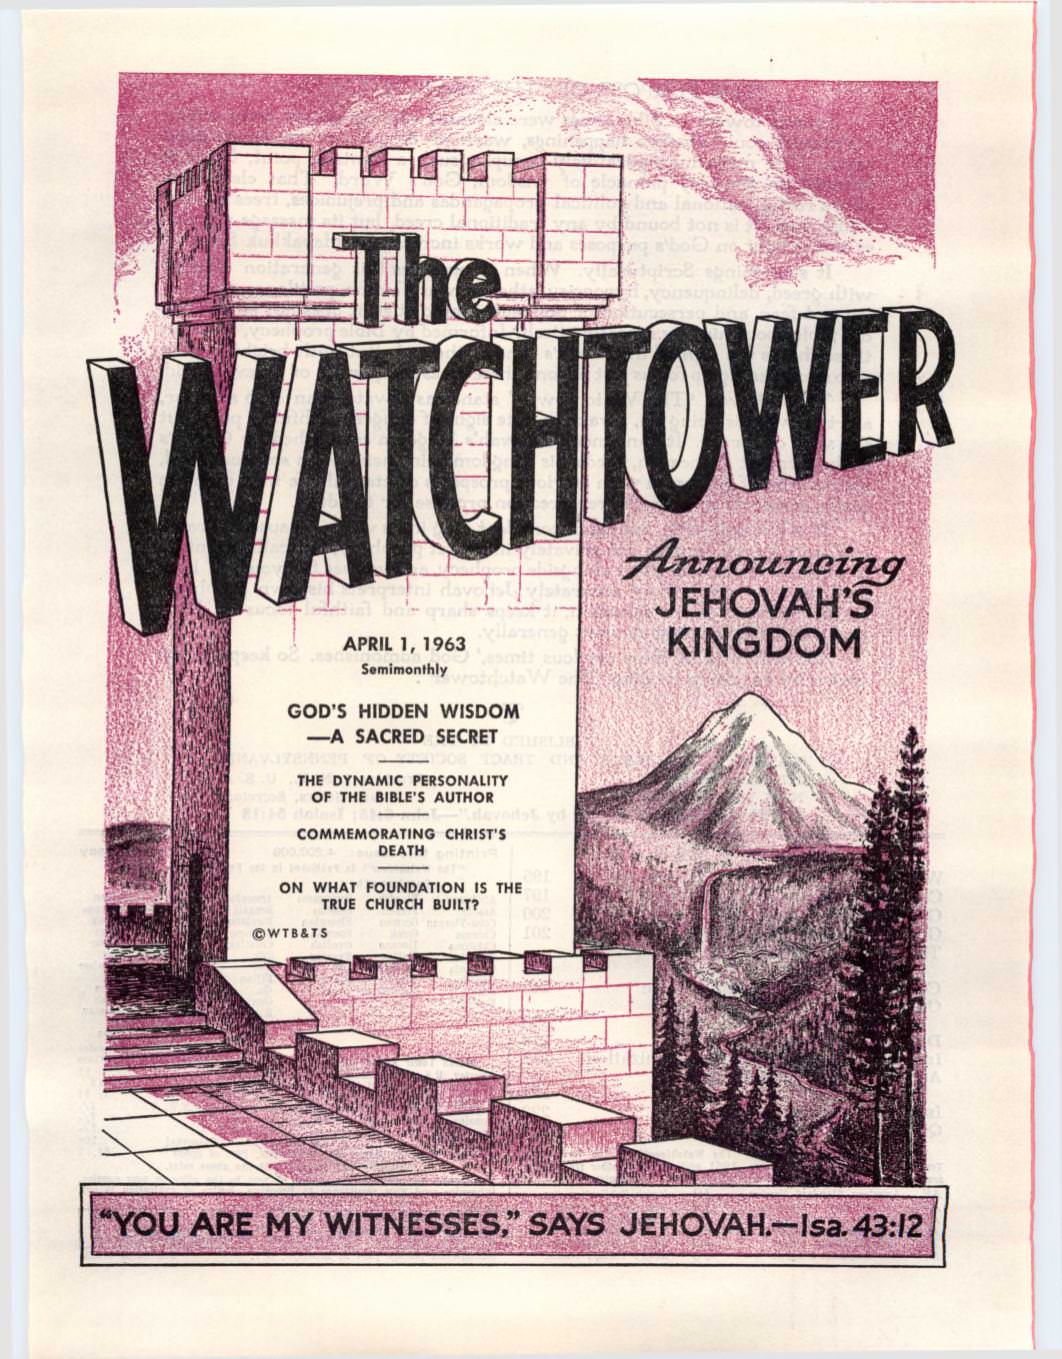 The
WATCHTOWER
Announcing
JEHOVAH'S
KINGDOM
APRIL 1, 1963
Semimonthly
GOD'S HIDDEN WISDOM
—A SACRED SECRET
THE DYNAMIC PERSONALITY
OF THE BIBLE'S AUTHOR
COMMEMORATING CHRIST'S
DEATH
ON WHAT FOUNDATION IS THE
TRUE CHURCH BUILT?
©WTB&TS
"YOU ARE MY WITNESSES," SAYS JEHOVAH.—Isa. 43:12